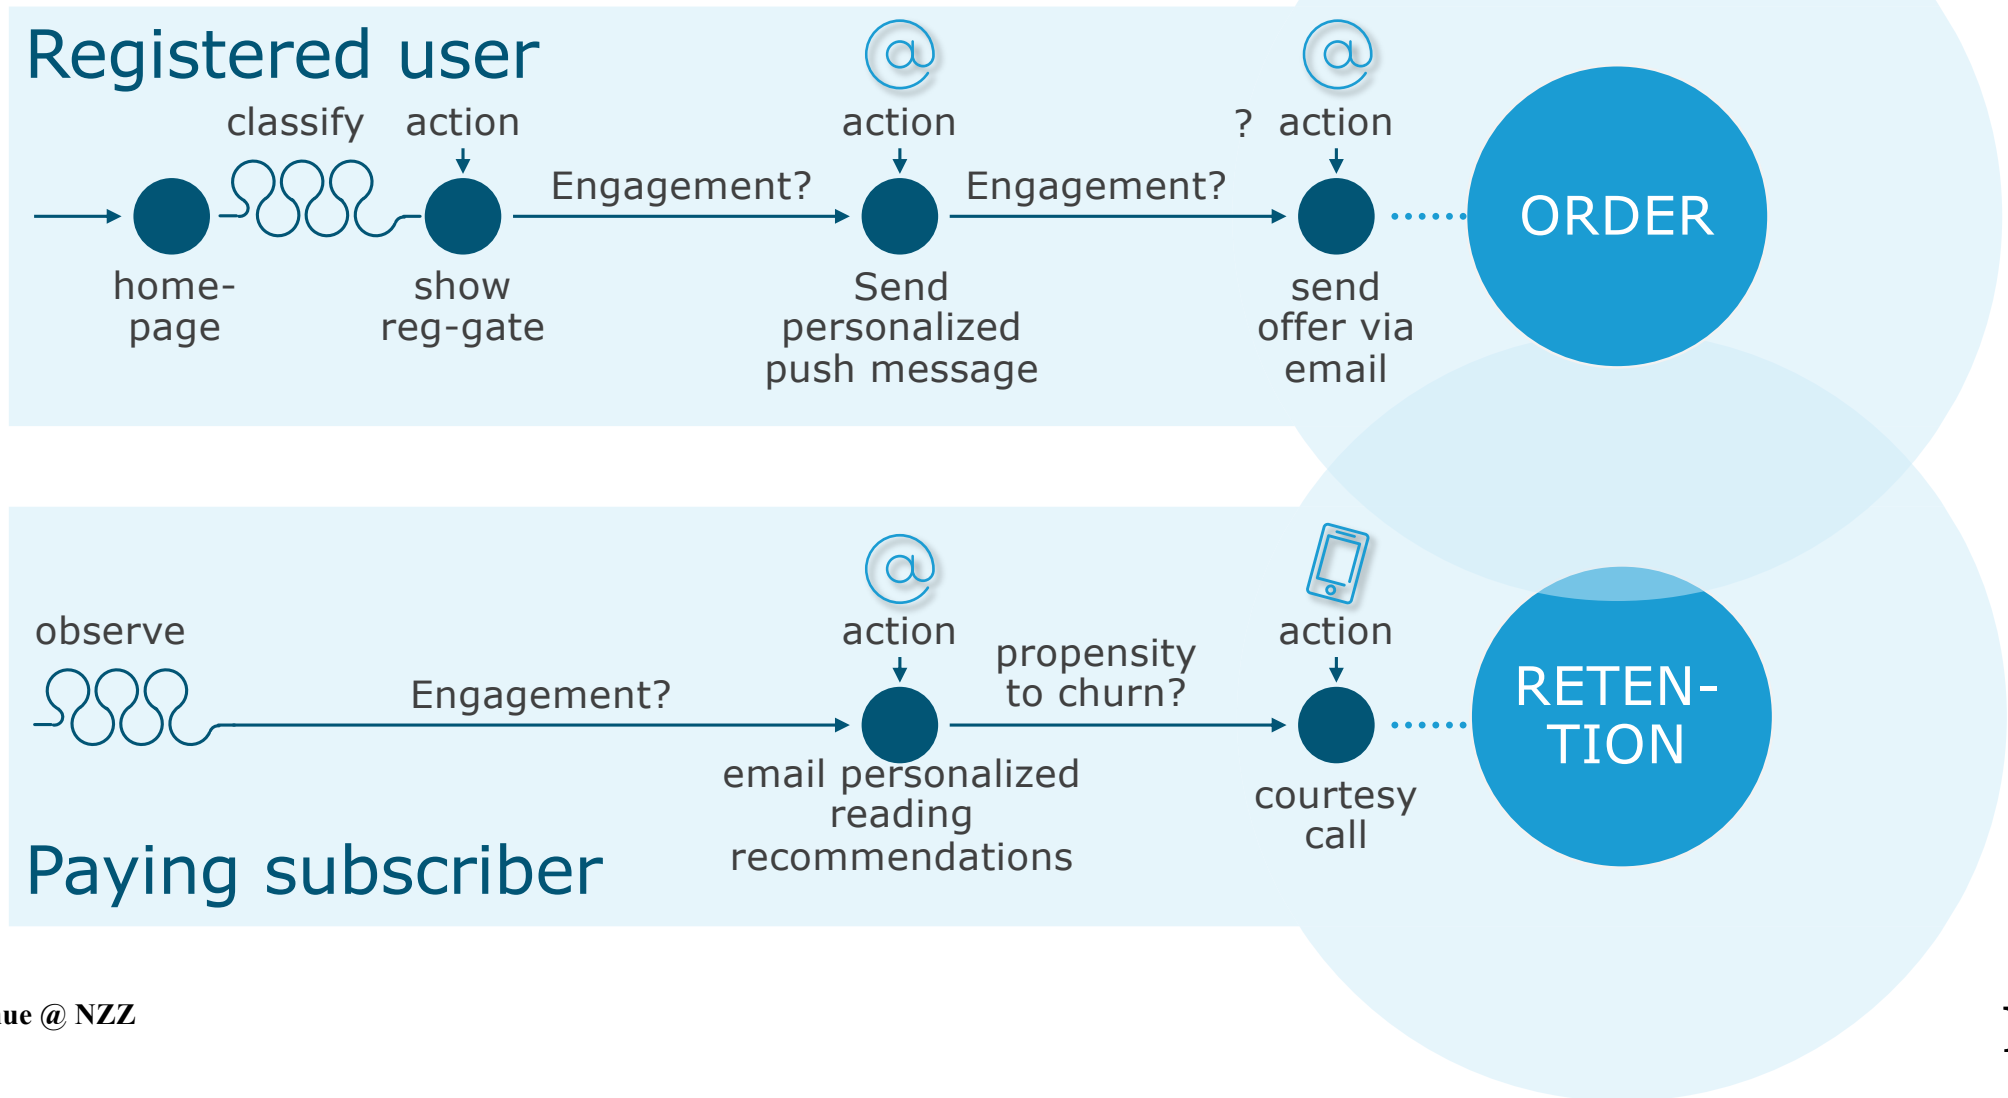 Registered user
classify
action
action
? action
Engagement?
Engagement?
ORDER
home-
page
show
reg-gate
Send
personalized
push message
send
offer via
email
observe
action
action
Engagement?
propensity
to churn?
RETEN-
TION
email personalized
reading
recommendations
courtesy
call
Paying subscriber
@ NZZ